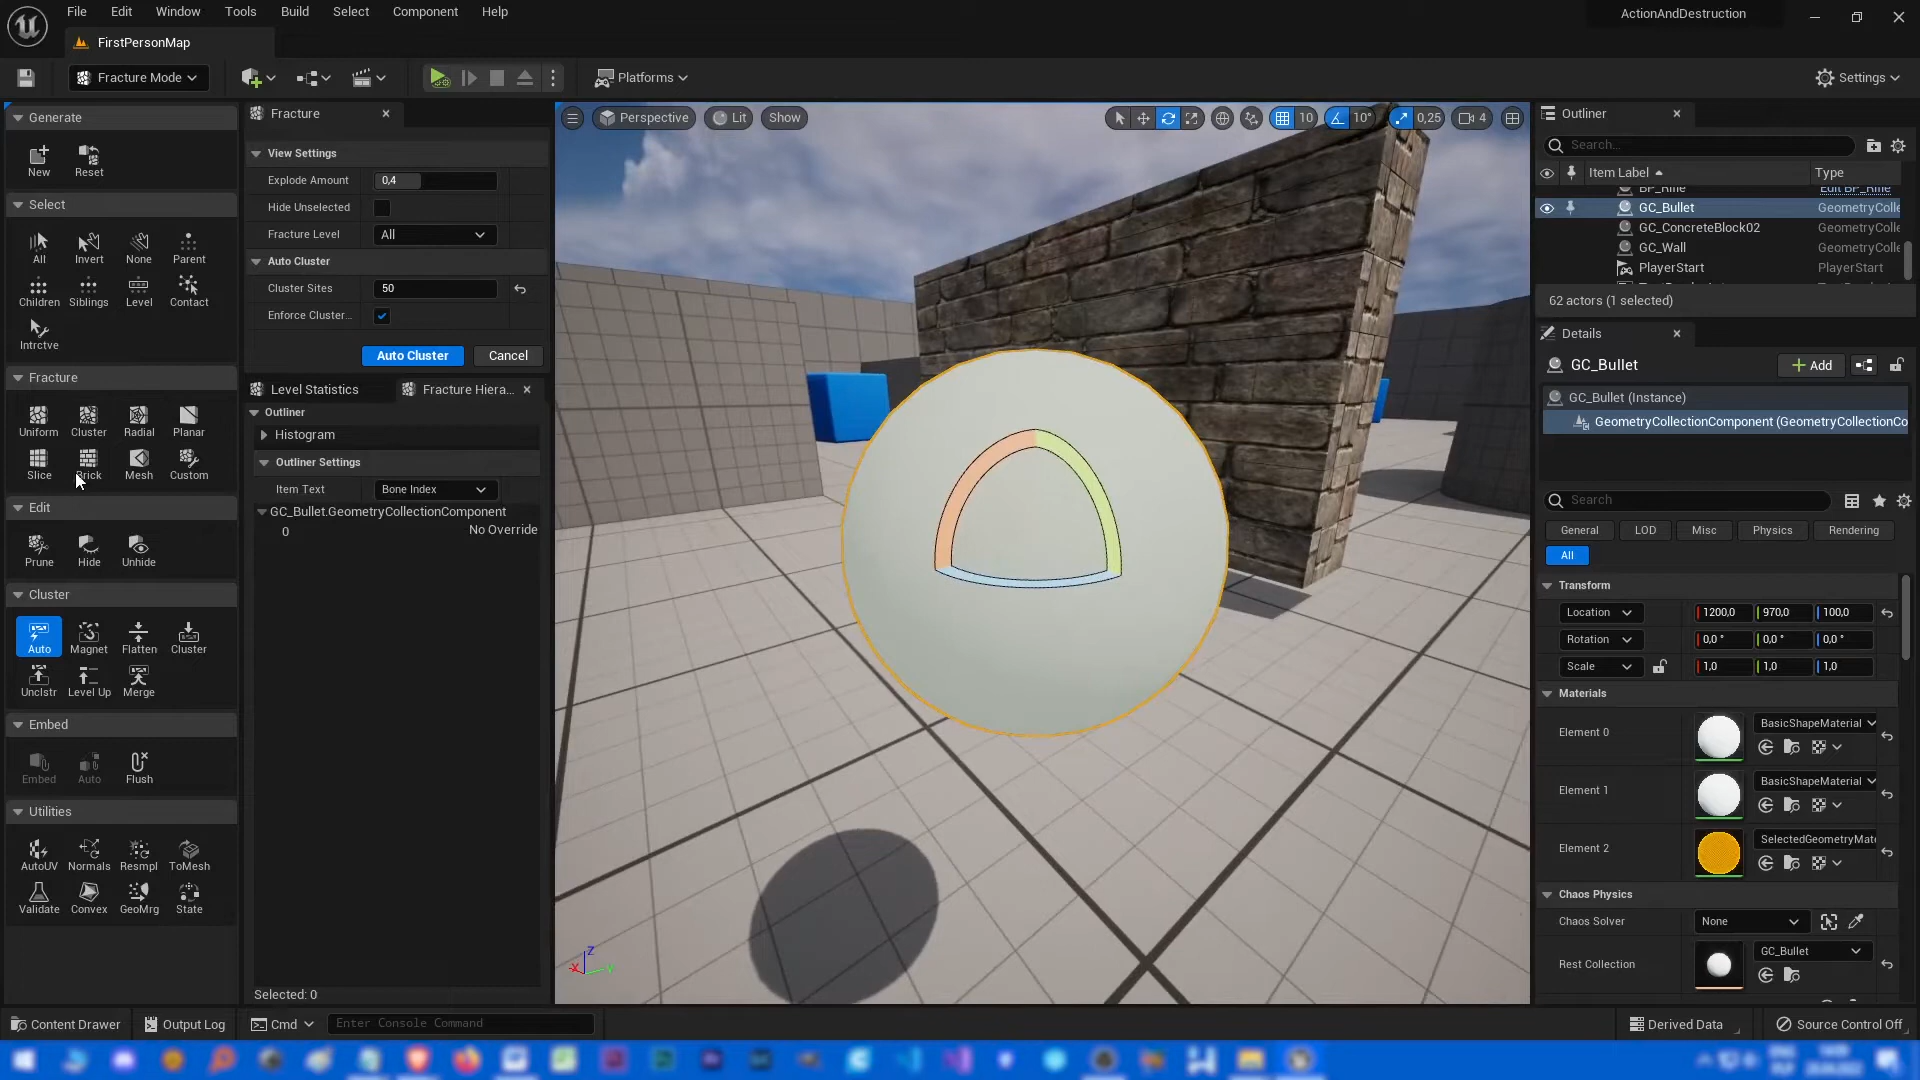 File Edit Window Tools Build Select Component Help
ActionAndDestruction
FirstPersonMap
Fracture Mode
Platforms
Settings
Generate
New Reset
Select
All Invert None Parent
Children Siblings Level Contact
Intrctve
Fracture
Uniform Cluster Radial Planar
Slice Brick Mesh Custom
Edit
Prune Hide Unhide
Cluster
Auto Magnet Flatten Cluster
Unclstr Level Up Merge
Embed
Embed Auto Flush
Utilities
AutoUV Normals Resmpl ToMesh
Validate Convex GeoMrg State
Fracture
View Settings
Explode Amount 0,4
Hide Unselected
Fracture Level All
Auto Cluster
Cluster Sites 50
Enforce Cluster...
Auto Cluster Cancel
Level Statistics Fracture Hiera...
Outliner
Histogram
Outliner Settings
Item Text Bone Index
GC_Bullet.GeometryCollectionComponent
0 No Override
Selected: 0
Perspective Lit Show
10 10° 0,25 4
Z
X
Y
Outliner
Search...
Item Label Type
BP_Rifle Edit BP_Rifle
GC_Bullet GeometryColle
GC_ConcreteBlock02 GeometryColle
GC_Wall GeometryColle
PlayerStart PlayerStart
62 actors (1 selected)
Details
GC_Bullet
Add
GC_Bullet (Instance)
GeometryCollectionComponent (GeometryCollectionCo
Search
General LOD Misc Physics Rendering
All
Transform
Location 1200,0 970,0 100,0
Rotation 0,0 ° 0,0 ° 0,0 °
Scale 1,0 1,0 1,0
Materials
Element 0 BasicShapeMaterial
Element 1 BasicShapeMaterial
Element 2 SelectedGeometryMate
Chaos Physics
Chaos Solver None
Rest Collection GC_Bullet
Content Drawer Output Log Cmd Enter Console Command
Derived Data Source Control Off